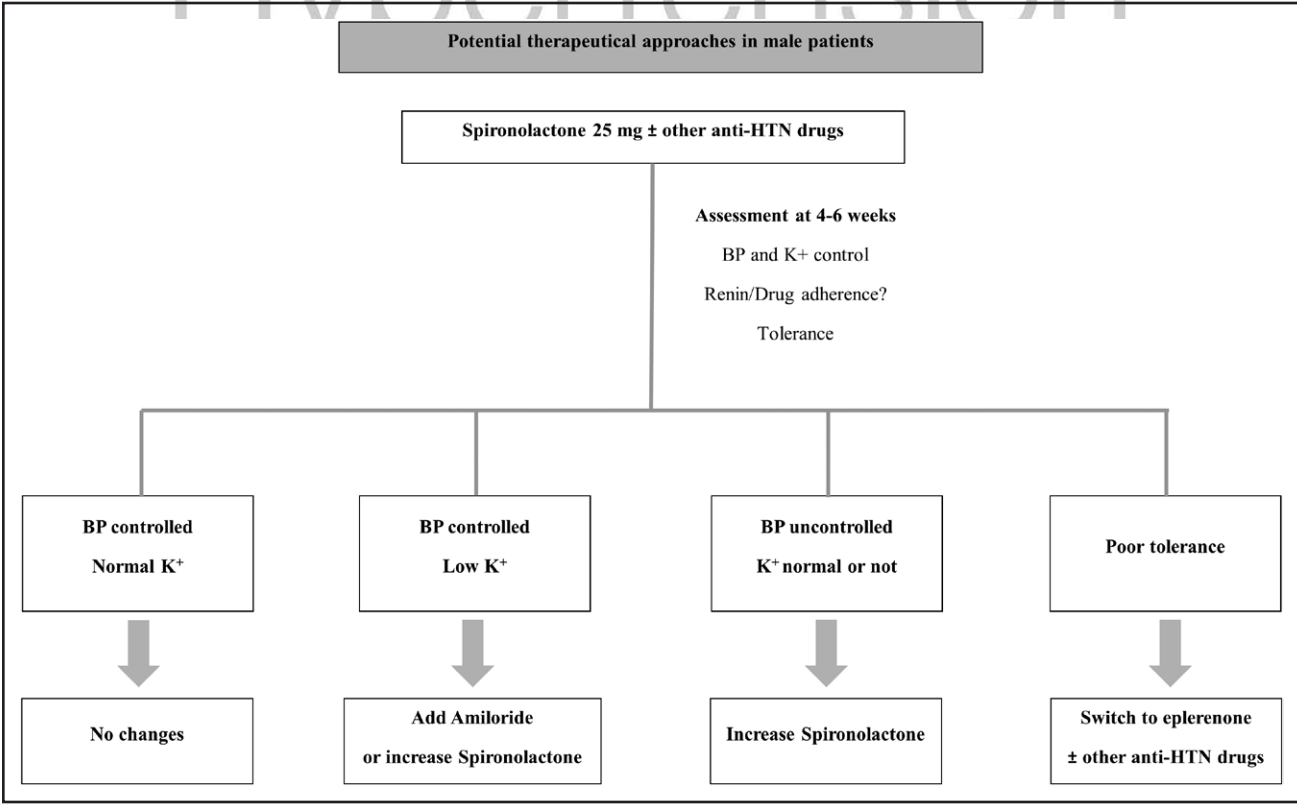 Potential therapeutical approaches in male patients
Spironolactone 25 mg ± other anti-HTN drugs
Assessment at 4-6 weeks
BP and K+ control
Renin/Drug adherence?
Tolerance
BP controlled
Normal K⁺
BP controlled
Low K⁺
BP uncontrolled
K⁺ normal or not
Poor tolerance
No changes
Add Amiloride
or increase Spironolactone
Increase Spironolactone
Switch to eplerenone
± other anti-HTN drugs